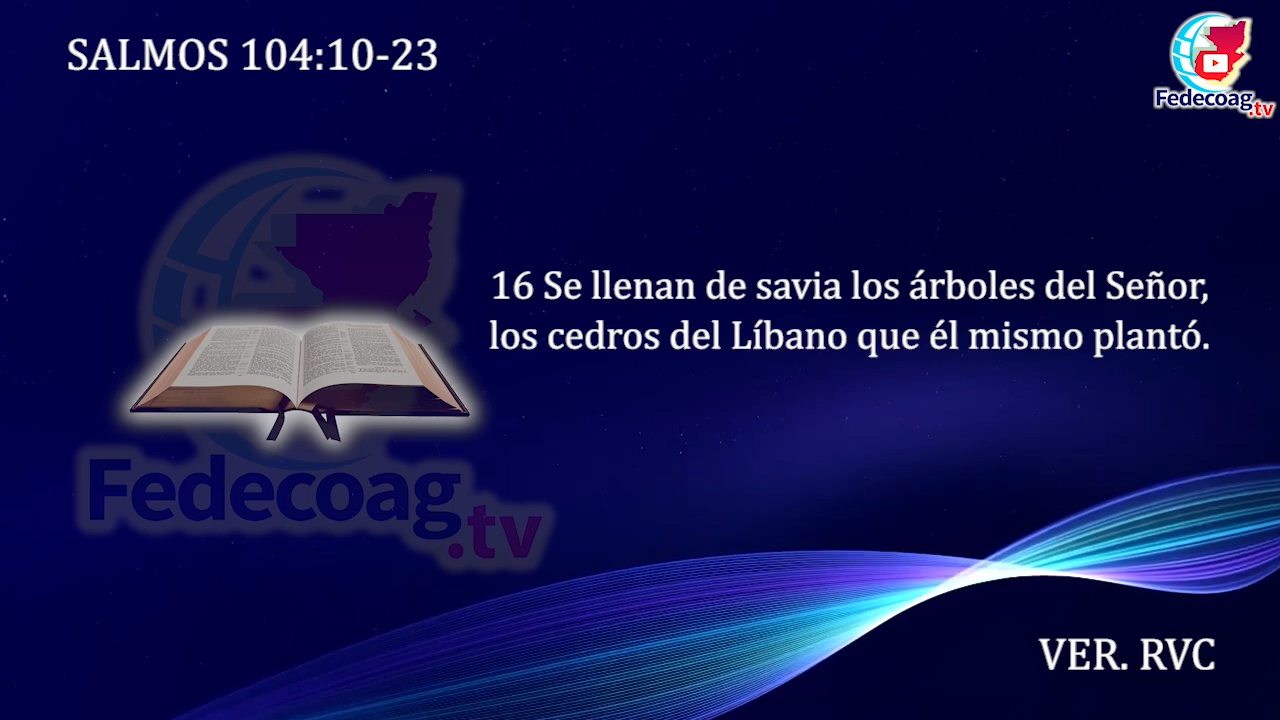 SALMOS 104:10-23
Fedecoag.tv
16 Se llenan de savia los árboles del Señor,
los cedros del Líbano que él mismo plantó.
Fedecoag.tv
VER. RVC